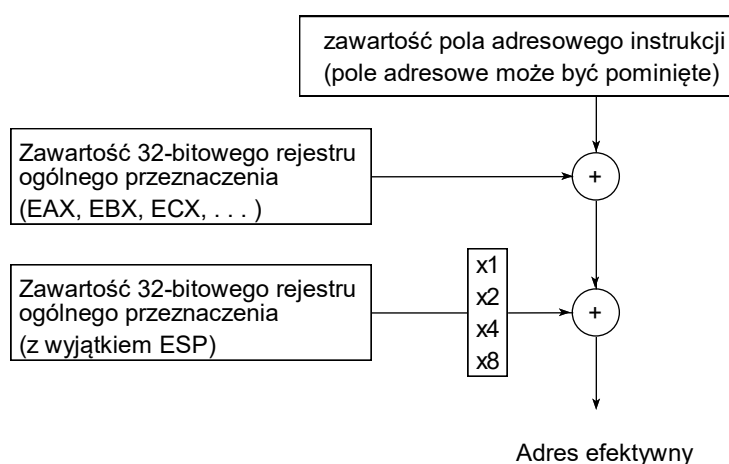 zawartość pola adresowego instrukcji
(pole adresowe może być pominięte)
Zawartość 32-bitowego rejestru
ogólnego przeznaczenia
(EAX, EBX, ECX, . . . )
+
Zawartość 32-bitowego rejestru
ogólnego przeznaczenia
(z wyjątkiem ESP)
x1
x2
x4
x8
+
Adres efektywny